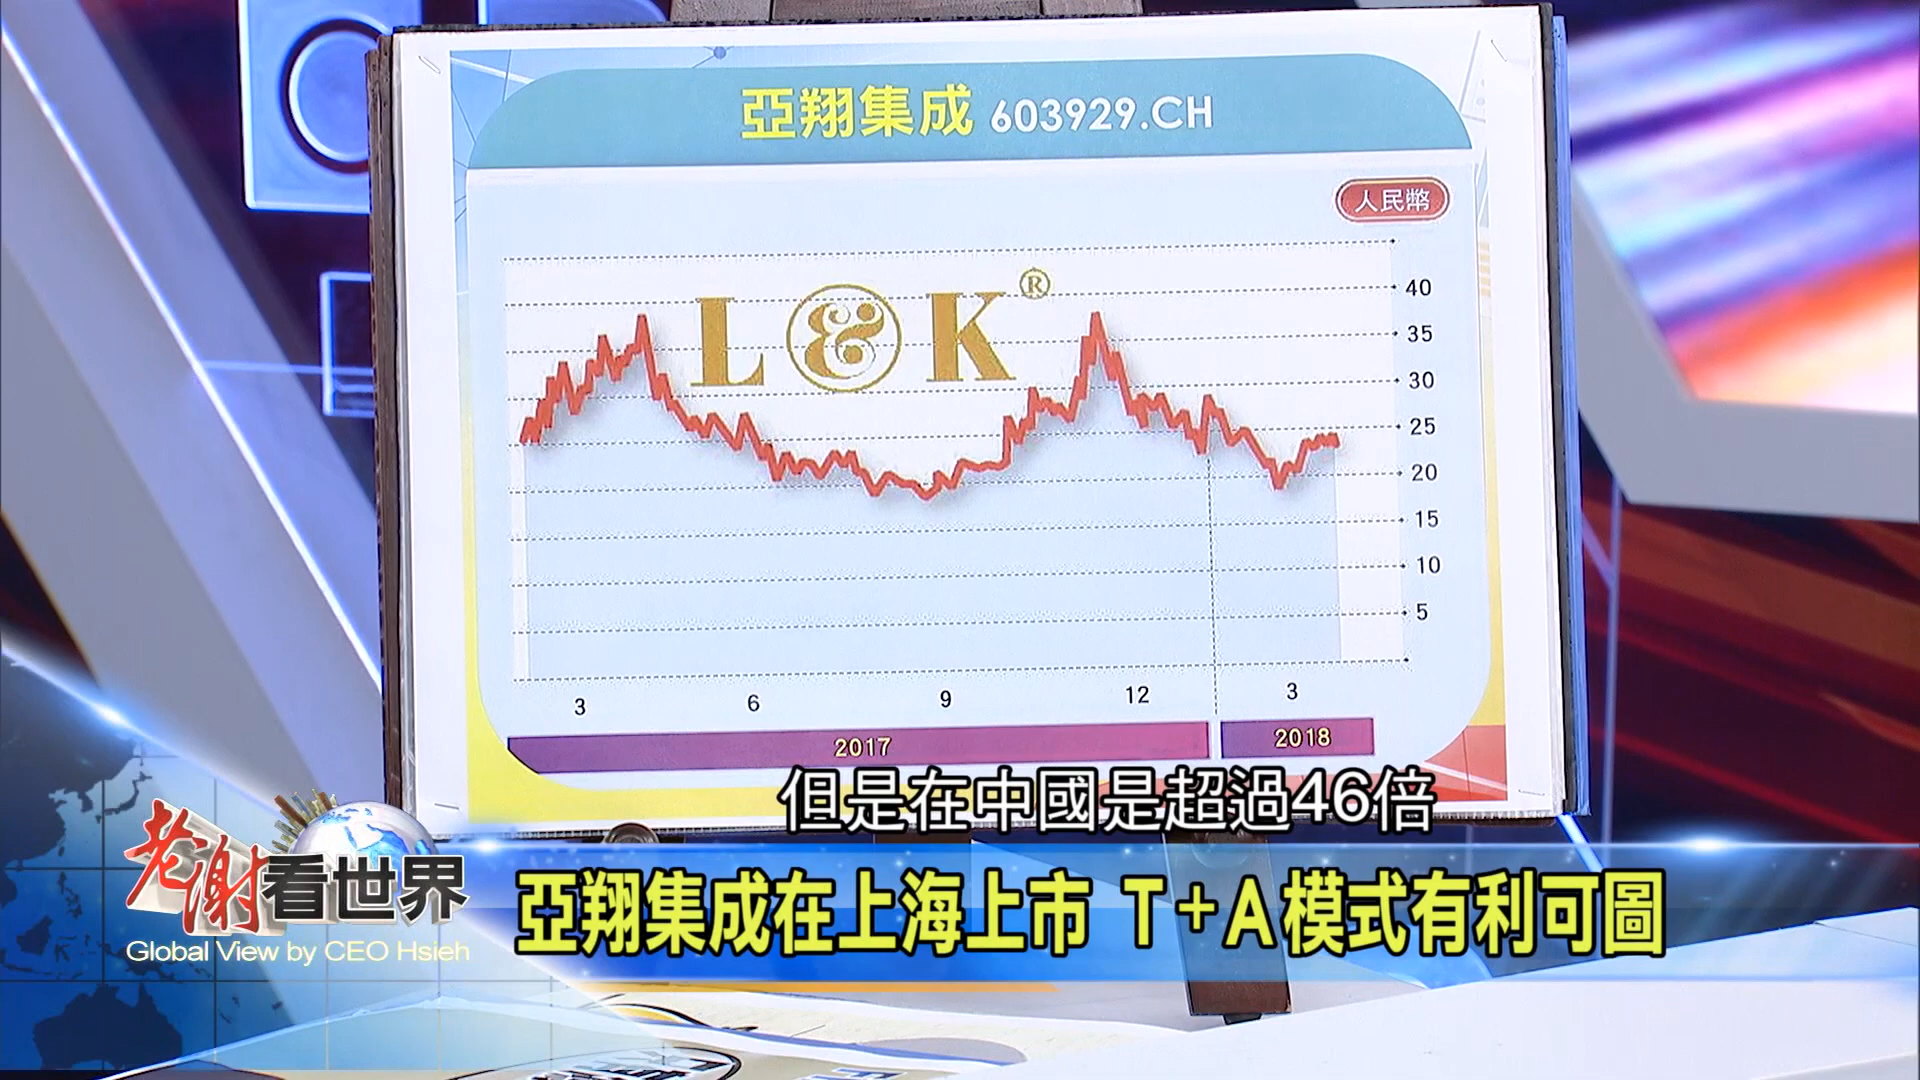 亞翔集成 603929.CH
人民幣
L & K ®
40
35
30
25
20
15
10
5
3 6 9 12 3
2017 2018
但是在中國是超過46倍
老謝看世界
Global View by CEO Hsieh
亞翔集成在上海上市 T+A模式有利可圖